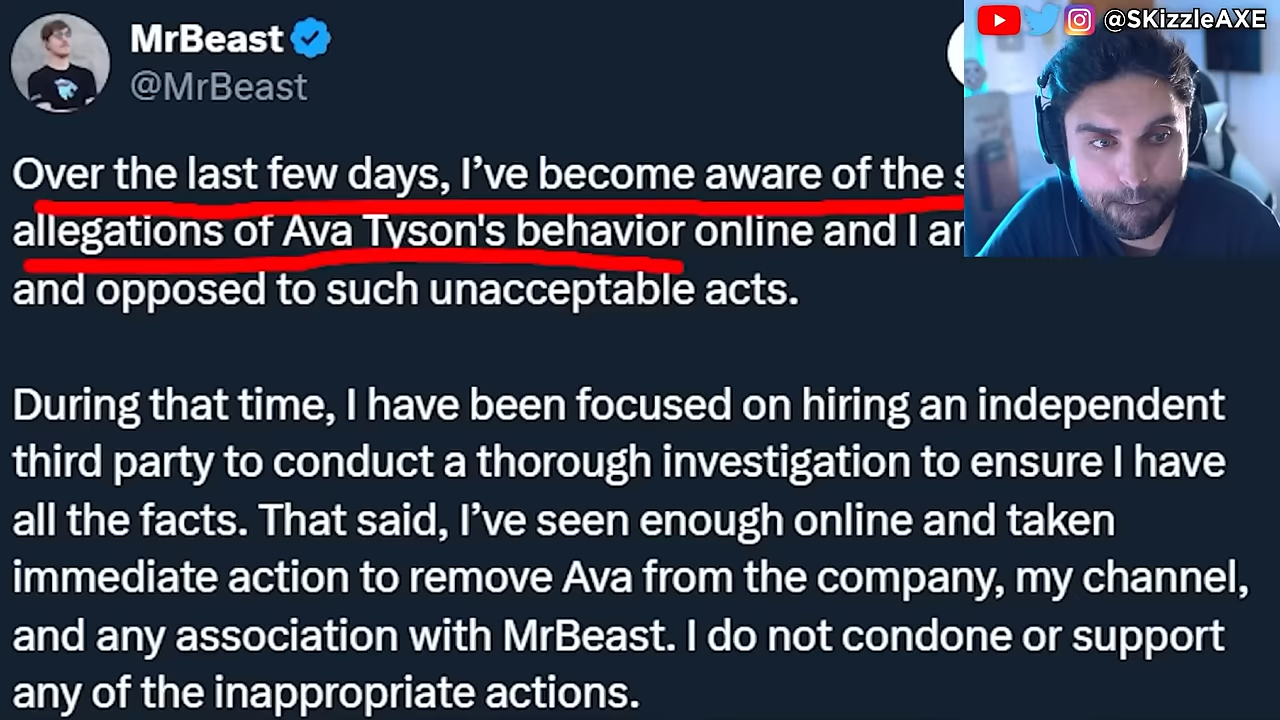 MrBeast
@MrBeast
@SKizzleAXE
Over the last few days, I’ve become aware of the
allegations of Ava Tyson's behavior online and I
and opposed to such unacceptable acts.
During that time, I have been focused on hiring an independent
third party to conduct a thorough investigation to ensure I have
all the facts. That said, I’ve seen enough online and taken
immediate action to remove Ava from the company, my channel,
and any association with MrBeast. I do not condone or support
any of the inappropriate actions.